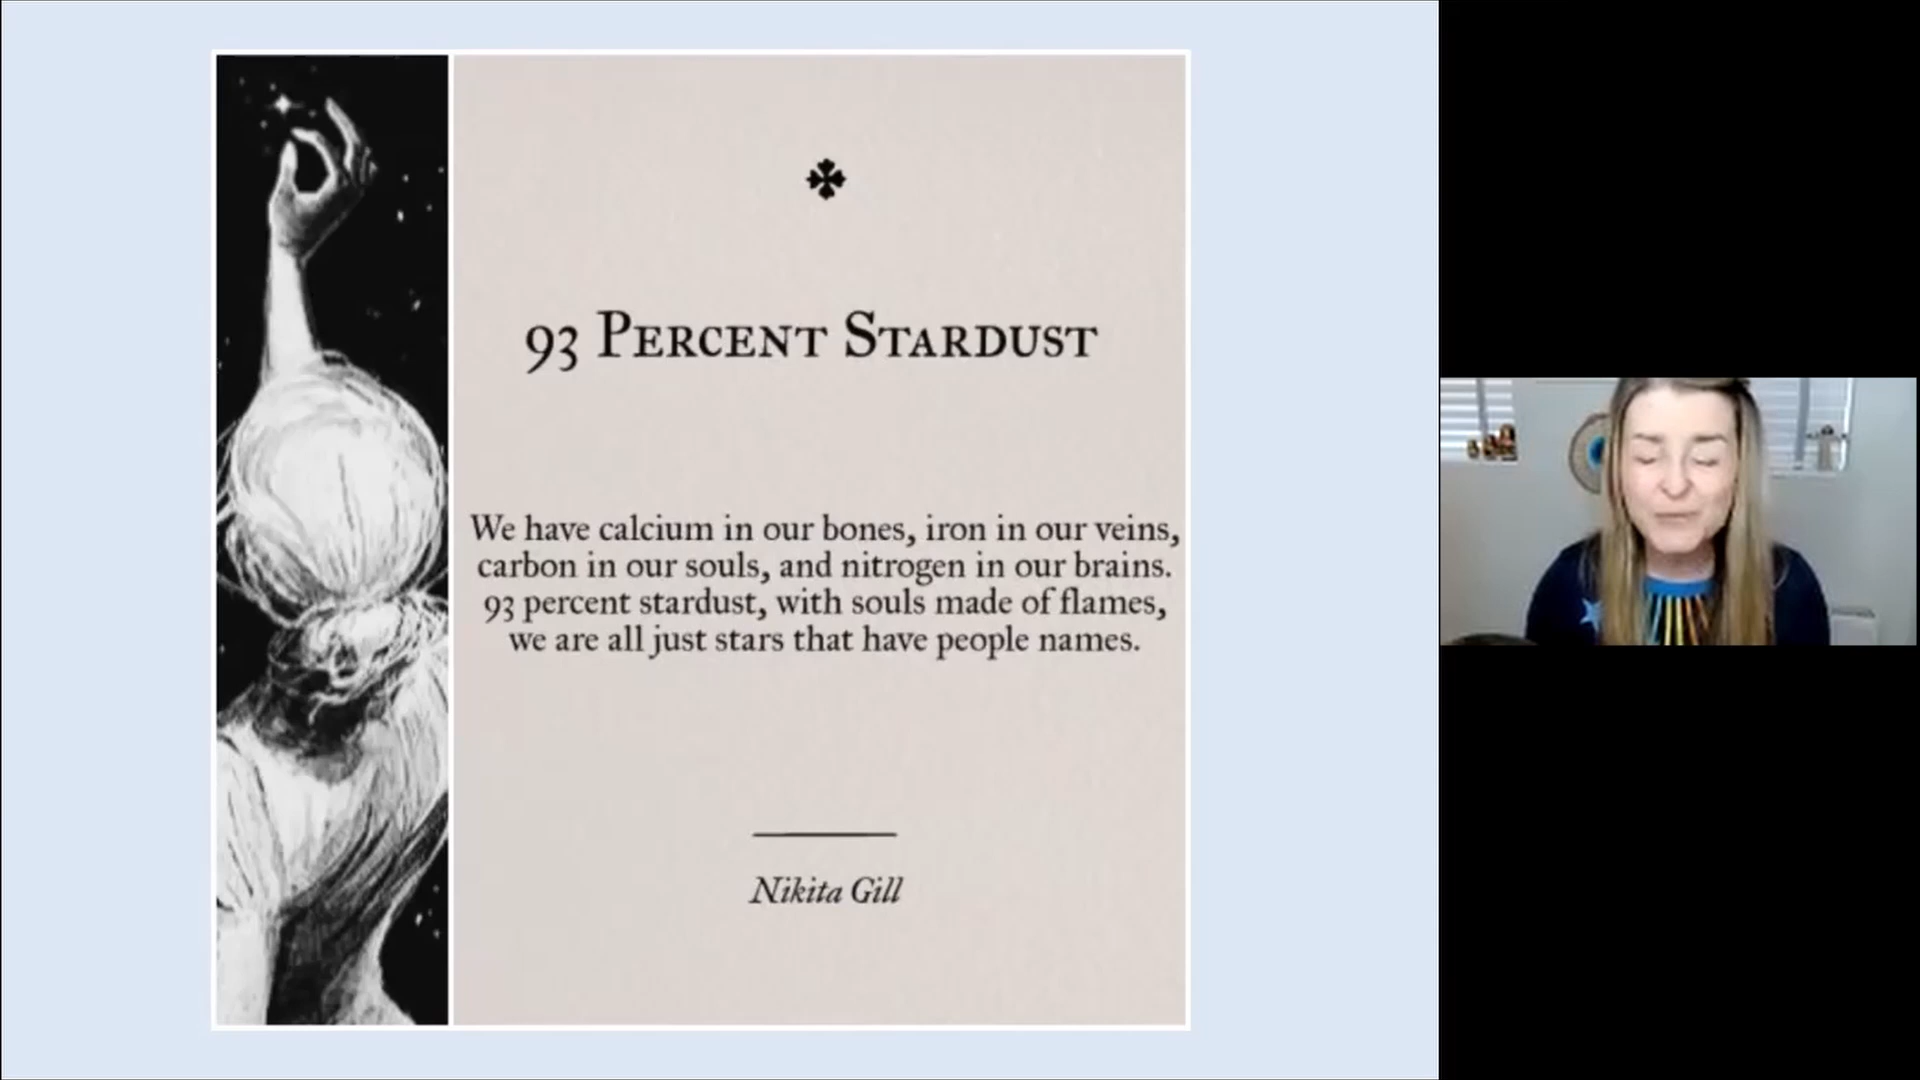 93 PERCENT STARDUST
We have calcium in our bones, iron in our veins,
carbon in our souls, and nitrogen in our brains.
93 percent stardust, with souls made of flames,
we are all just stars that have people names.
Nikita Gill